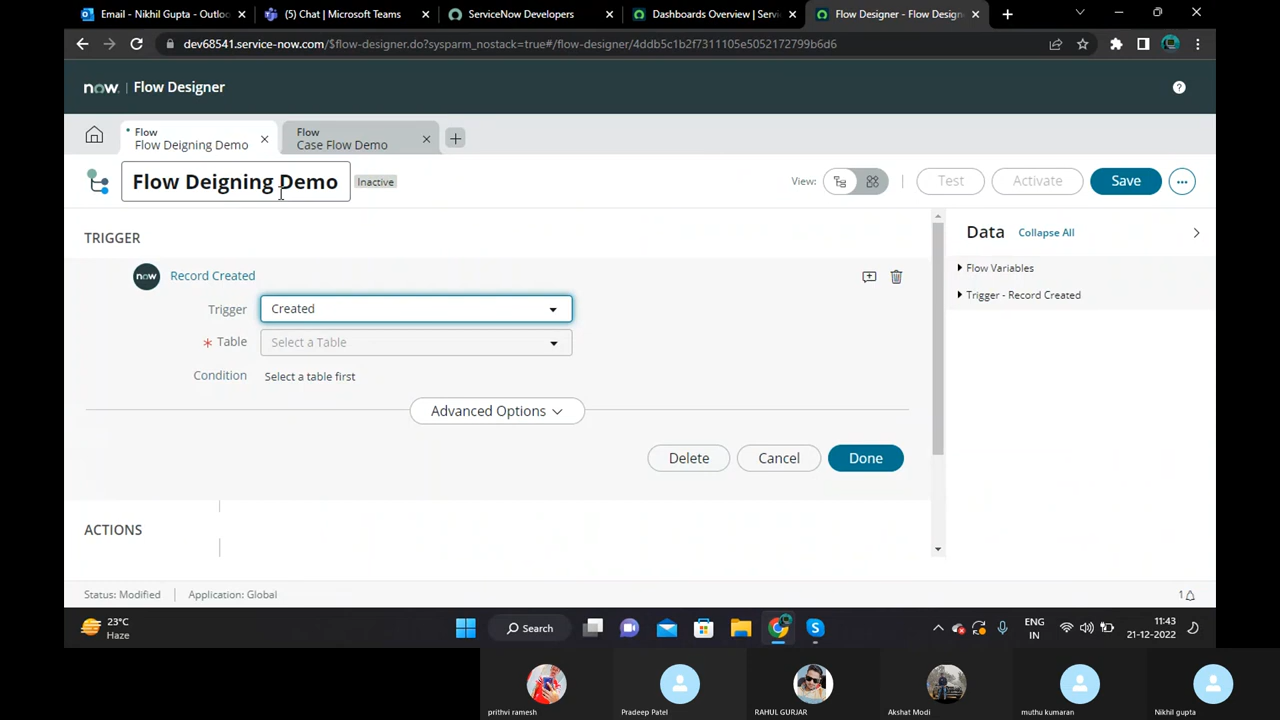 Email - Nikhil Gupta - Outloo
(5) Chat | Microsoft Teams
ServiceNow Developers
Dashboards Overview | Servi
Flow Designer - Flow Design
dev68541.service-now.com/$flow-designer.do?sysparm_nostack=true#/flow-designer/4ddb5c1b2f7311105e5052172799b6d6
now. | Flow Designer
Flow
Flow Deigning Demo
Flow
Case Flow Demo
Flow Deigning Demo
Inactive
View:
Test
Activate
Save
TRIGGER
Data
Collapse All
now
Record Created
Flow Variables
Trigger
Created
Trigger - Record Created
* Table
Select a Table
Condition
Select a table first
Advanced Options
Delete
Cancel
Done
ACTIONS
Status: Modified
Application: Global
1
23°C
Haze
Search
ENG
IN
11:43
21-12-2022
prithvi ramesh
Pradeep Patel
RAHUL GURJAR
Akshat Modi
muthu kumaran
Nikhil gupta